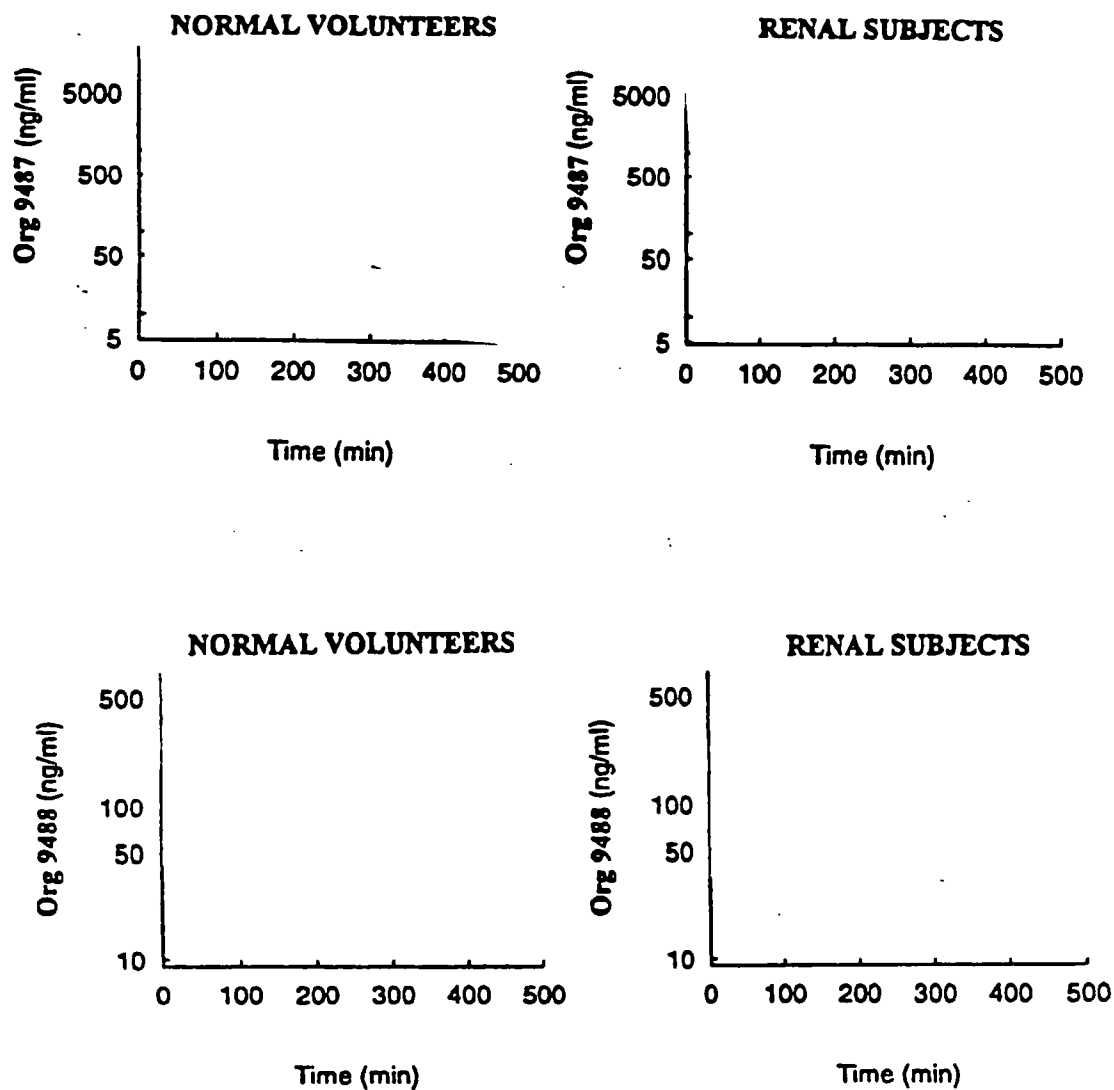 NORMAL VOLUNTEERS
Org 9487 (ng/ml)
5000
500
50
5
0 100 200 300 400 500
Time (min)
RENAL SUBJECTS
Org 9487 (ng/ml)
5000
500
50
5
0 100 200 300 400 500
Time (min)
NORMAL VOLUNTEERS
Org 9488 (ng/ml)
500
100
50
10
0 100 200 300 400 500
Time (min)
RENAL SUBJECTS
Org 9488 (ng/ml)
500
100
50
10
0 100 200 300 400 500
Time (min)